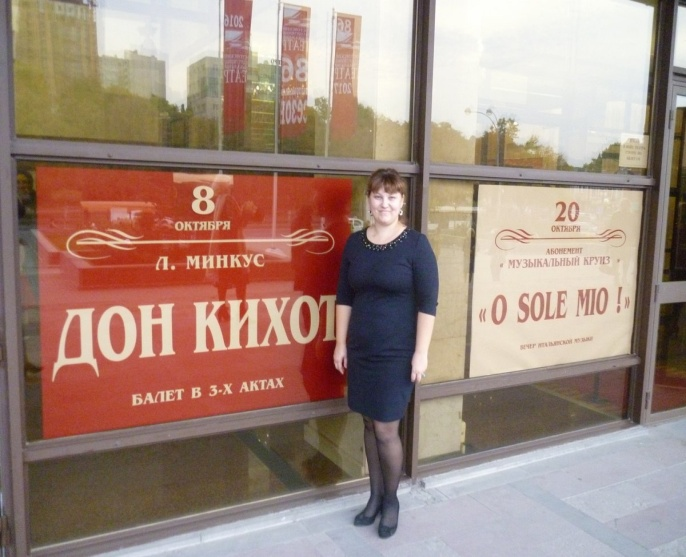 8
ОКТЯБРЯ
Л. МИНКУС
ДОН КИХОТ
БАЛЕТ В 3-Х АКТАХ
20
ОКТЯБРЯ
АБОНЕМЕНТ
« МУЗЫКАЛЬНЫЙ КРУИЗ »
« O SOLE MIO ! »
ВЕЧЕР ИТАЛЬЯНСКОЙ МУЗЫКИ